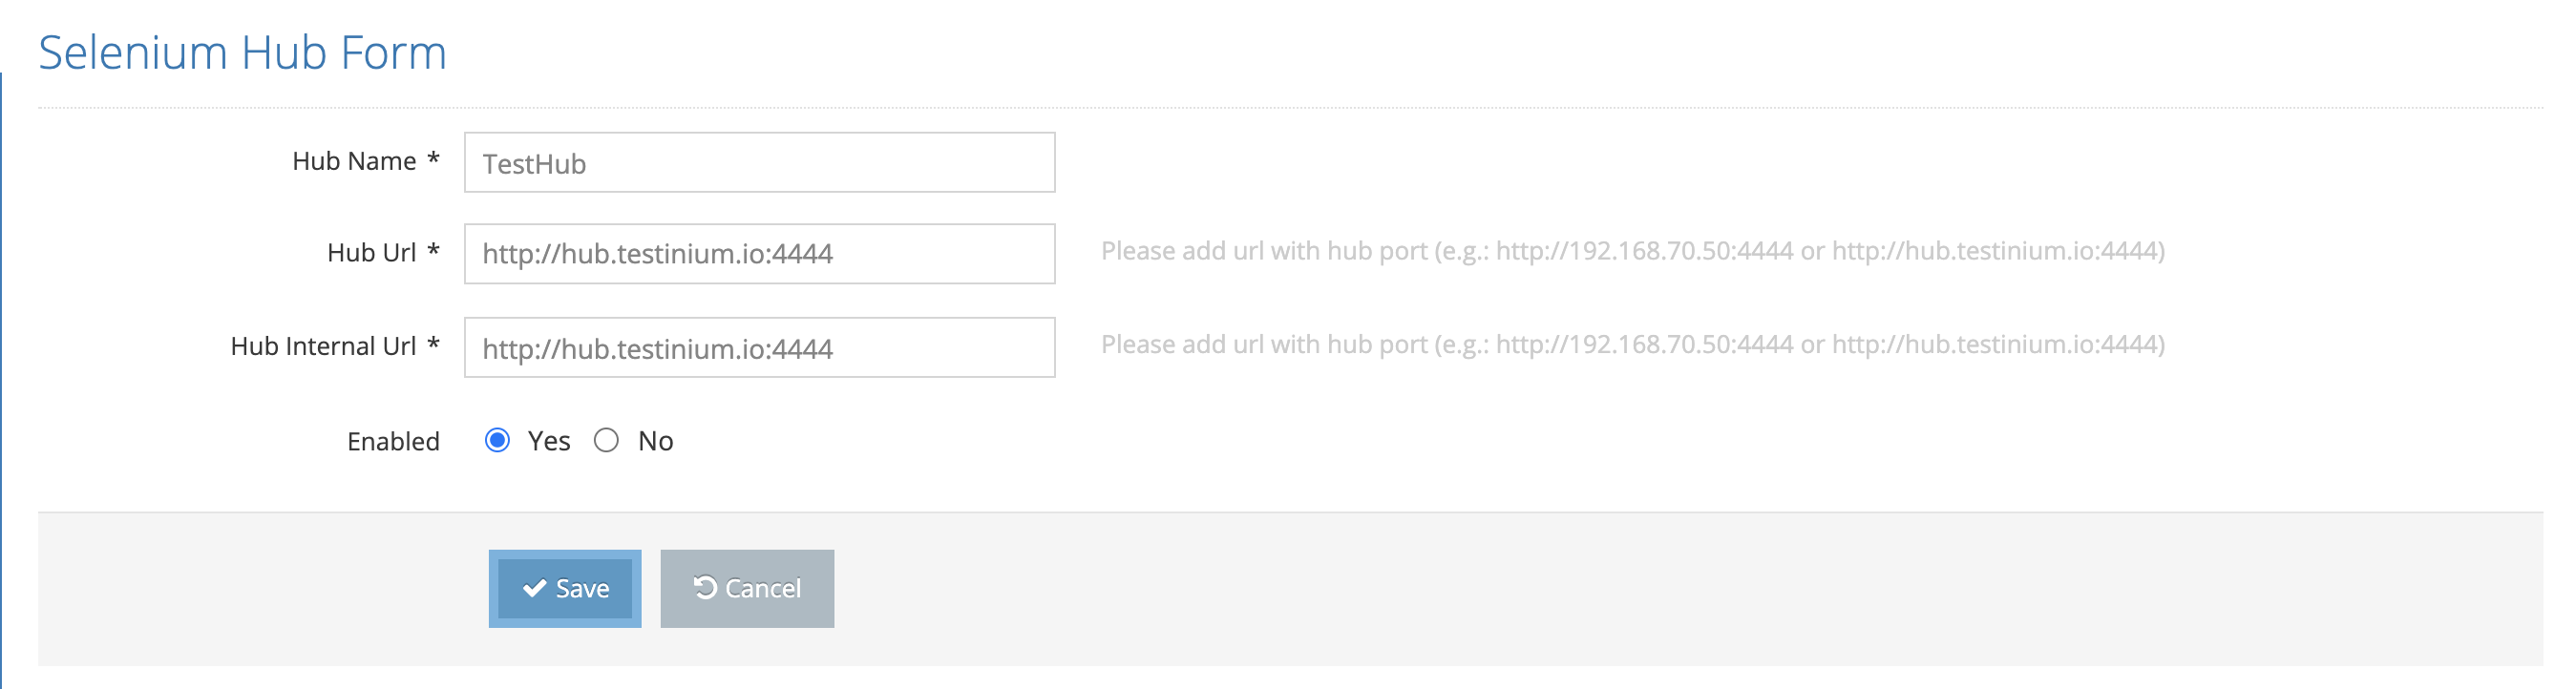 Selenium Hub Form
Hub Name * TestHub
Hub Url * http://hub.testinium.io:4444 Please add url with hub port (e.g.: http://192.168.70.50:4444 or http://hub.testinium.io:4444)
Hub Internal Url * http://hub.testinium.io:4444 Please add url with hub port (e.g.: http://192.168.70.50:4444 or http://hub.testinium.io:4444)
Enabled Yes No
Save Cancel